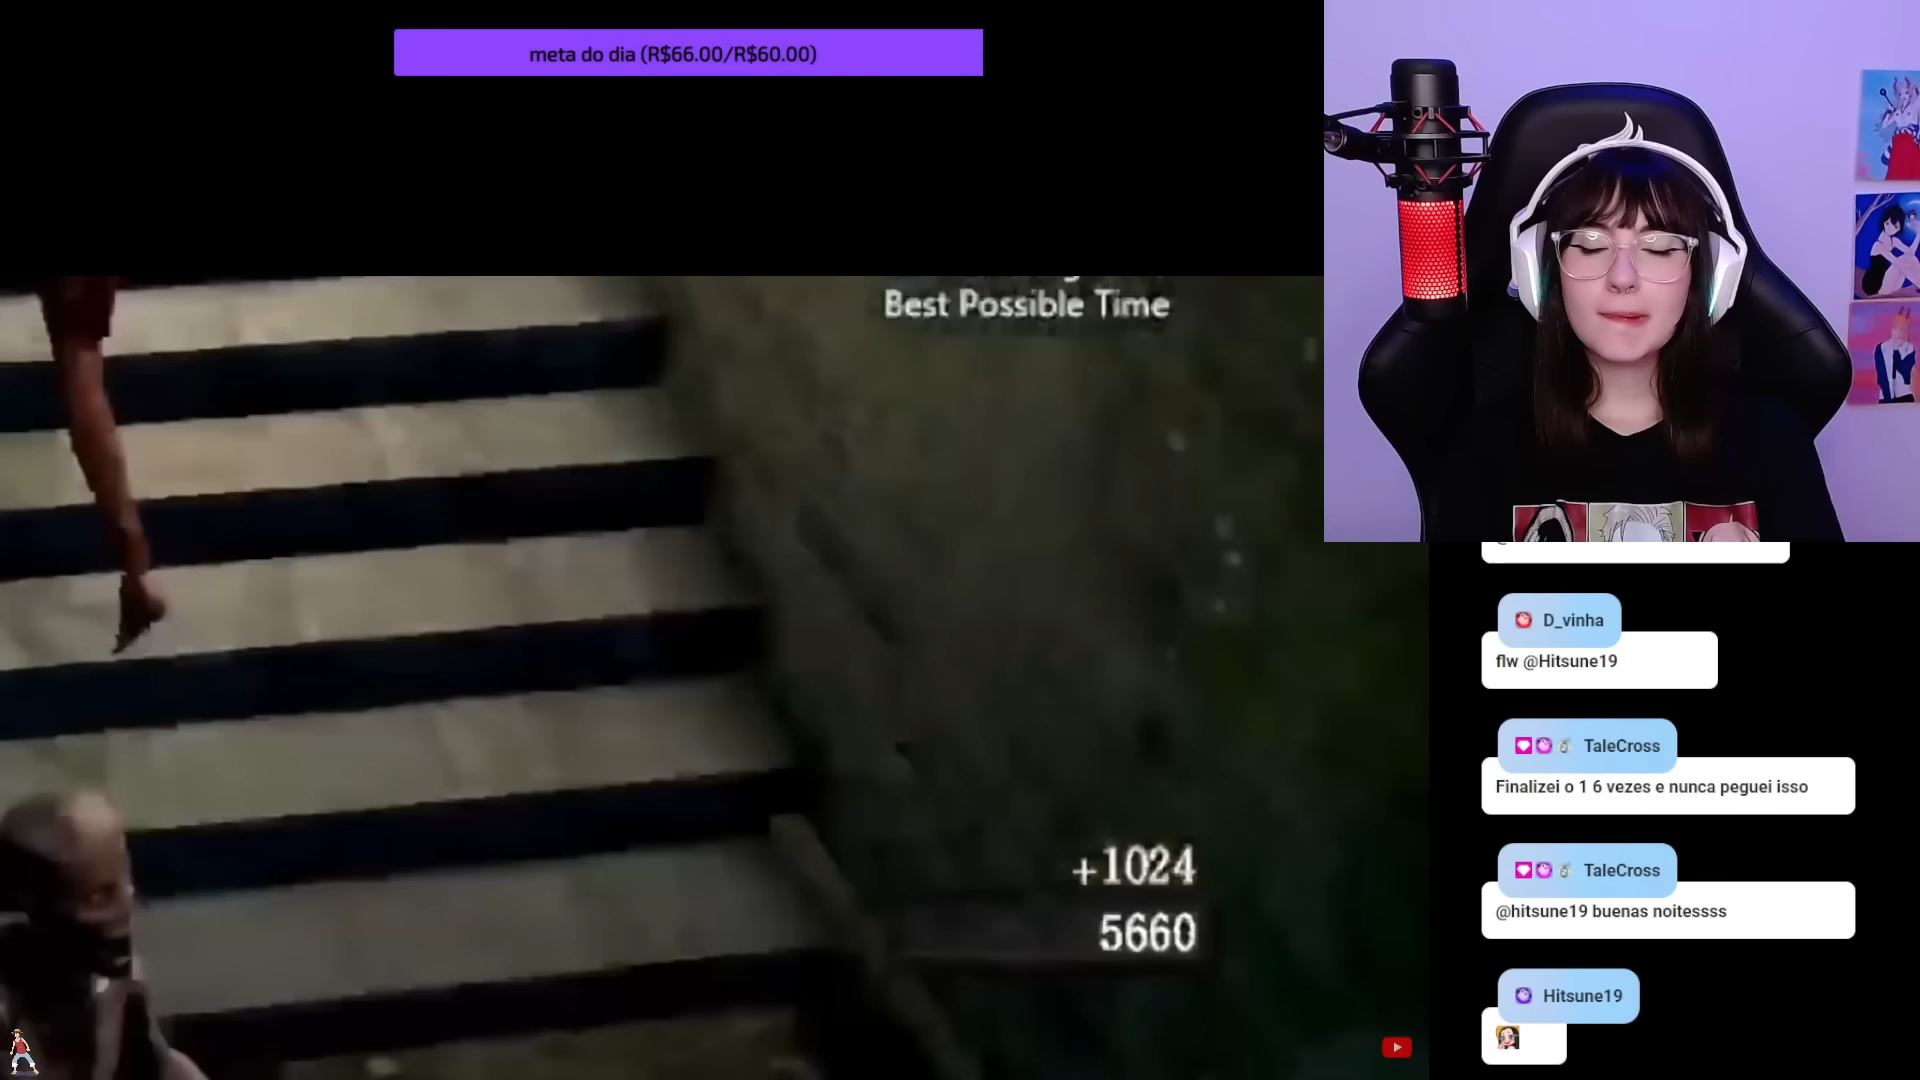 meta do dia (R$66.00/R$60.00)
Best Possible Time
+1024
5660
D_vinha
flw @Hitsune19
TaleCross
Finalizei o 1 6 vezes e nunca peguei isso
TaleCross
@hitsune19 buenas noitessss
Hitsune19